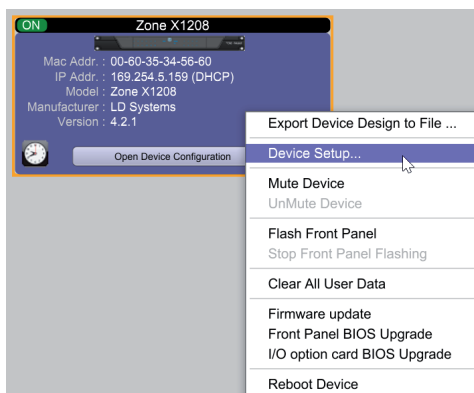 ON
Zone X1208
Mac Addr. : 00-60-35-34-56-60
IP Addr. : 169.254.5.159 (DHCP)
Model : Zone X1208
Manufacturer : LD Systems
Version : 4.2.1
Open Device Configuration
Export Device Design to File ...
Device Setup...
Mute Device
UnMute Device
Flash Front Panel
Stop Front Panel Flashing
Clear All User Data
Firmware update
Front Panel BIOS Upgrade
I/O option card BIOS Upgrade
Reboot Device